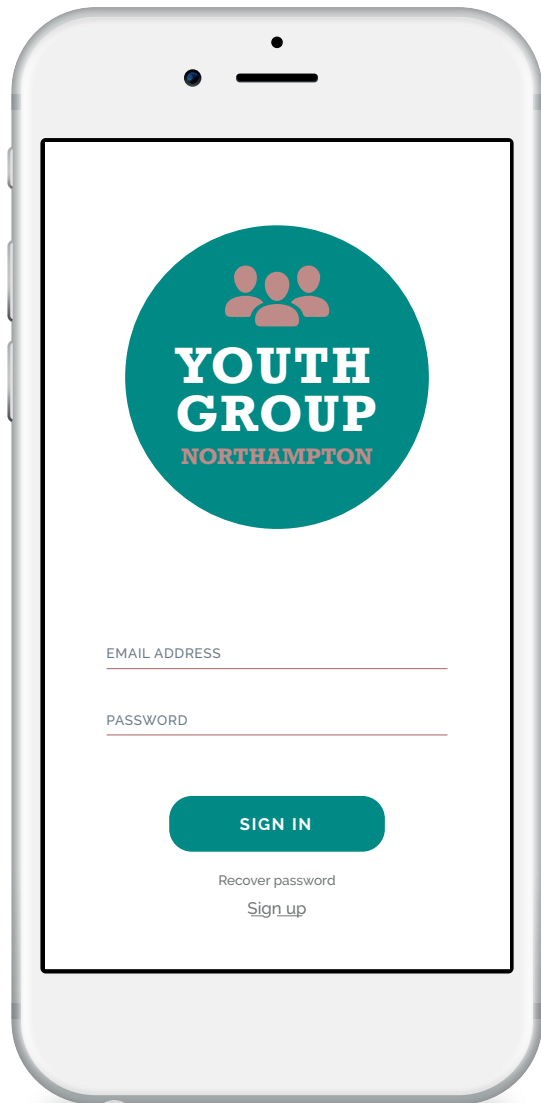 YOUTH
GROUP
NORTHAMPTON
EMAIL ADDRESS
PASSWORD
SIGN IN
Recover password
Sign up